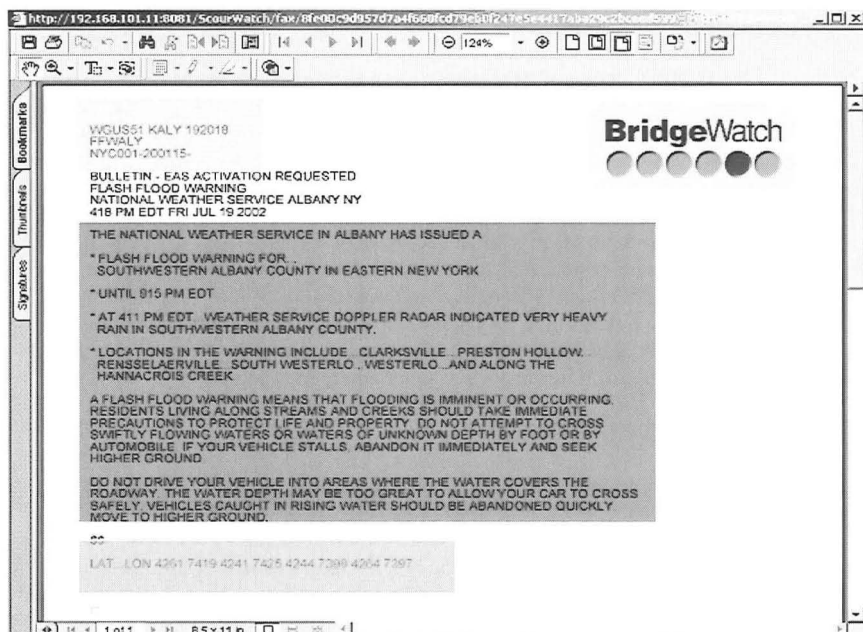 124%
Bookmarks
Thumbnails
Signatures
WGUS51 KALY 192018
FFWALY
NYC001-200115-
BridgeWatch
BULLETIN - EAS ACTIVATION REQUESTED
FLASH FLOOD WARNING
NATIONAL WEATHER SERVICE ALBANY NY
418 PM EDT FRI JUL 19 2002
THE NATIONAL WEATHER SERVICE IN ALBANY HAS ISSUED A
* FLASH FLOOD WARNING FOR...
SOUTHWESTERN ALBANY COUNTY IN EASTERN NEW YORK
* UNTIL 915 PM EDT
* AT 411 PM EDT WEATHER SERVICE DOPPLER RADAR INDICATED VERY HEAVY
RAIN IN SOUTHWESTERN ALBANY COUNTY.
* LOCATIONS IN THE WARNING INCLUDE...CLARKSVILLE...PRESTON HOLLOW...
RENSSELAERVILLE...SOUTH WESTERLO...WESTERLO...AND ALONG THE
HANNACROIS CREEK
A FLASH FLOOD WARNING MEANS THAT FLOODING IS IMMINENT OR OCCURRING.
RESIDENTS LIVING ALONG STREAMS AND CREEKS SHOULD TAKE IMMEDIATE
PRECAUTIONS TO PROTECT LIFE AND PROPERTY. DO NOT ATTEMPT TO CROSS
SWIFTLY FLOWING WATERS OR WATERS OF UNKNOWN DEPTH BY FOOT OR BY
AUTOMOBILE. IF YOUR VEHICLE STALLS, ABANDON IT IMMEDIATELY AND SEEK
HIGHER GROUND
DO NOT DRIVE YOUR VEHICLE INTO AREAS WHERE THE WATER COVERS THE
ROADWAY. THE WATER DEPTH MAY BE TOO GREAT TO ALLOW YOUR CAR TO CROSS
SAFELY. VEHICLES CAUGHT IN RISING WATER SHOULD BE ABANDONED QUICKLY
MOVE TO HIGHER GROUND.
LAT...LON 4261 7419 4241 7425 4244 7399 4264 7397
1 of 1
8.5 x 11 in